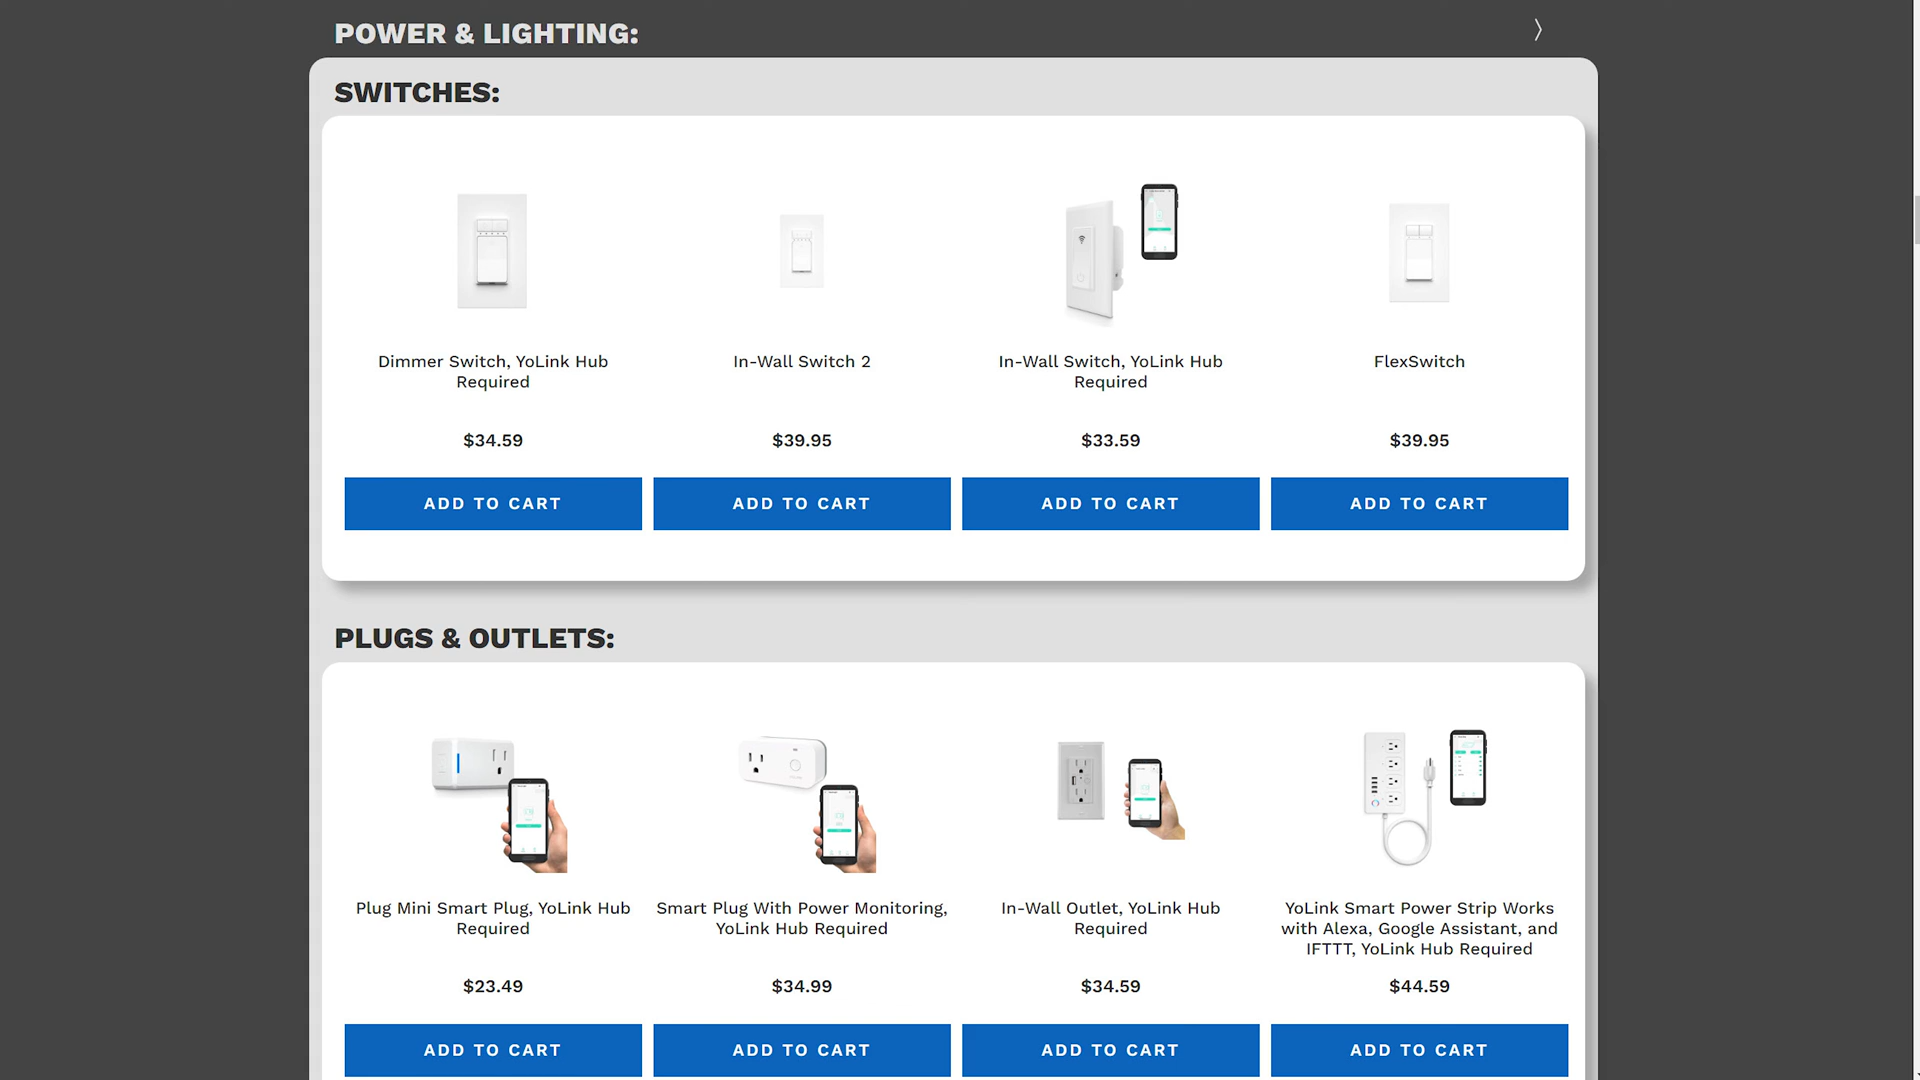 POWER & LIGHTING:
SWITCHES:
Dimmer Switch, YoLink Hub
Required
$34.59
ADD TO CART
In-Wall Switch 2
$39.95
ADD TO CART
In-Wall Switch, YoLink Hub
Required
$33.59
ADD TO CART
FlexSwitch
$39.95
ADD TO CART
PLUGS & OUTLETS:
Plug Mini Smart Plug, YoLink Hub
Required
$23.49
ADD TO CART
Smart Plug With Power Monitoring,
YoLink Hub Required
$34.99
ADD TO CART
In-Wall Outlet, YoLink Hub
Required
$34.59
ADD TO CART
YoLink Smart Power Strip Works
with Alexa, Google Assistant, and
IFTTT, YoLink Hub Required
$44.59
ADD TO CART